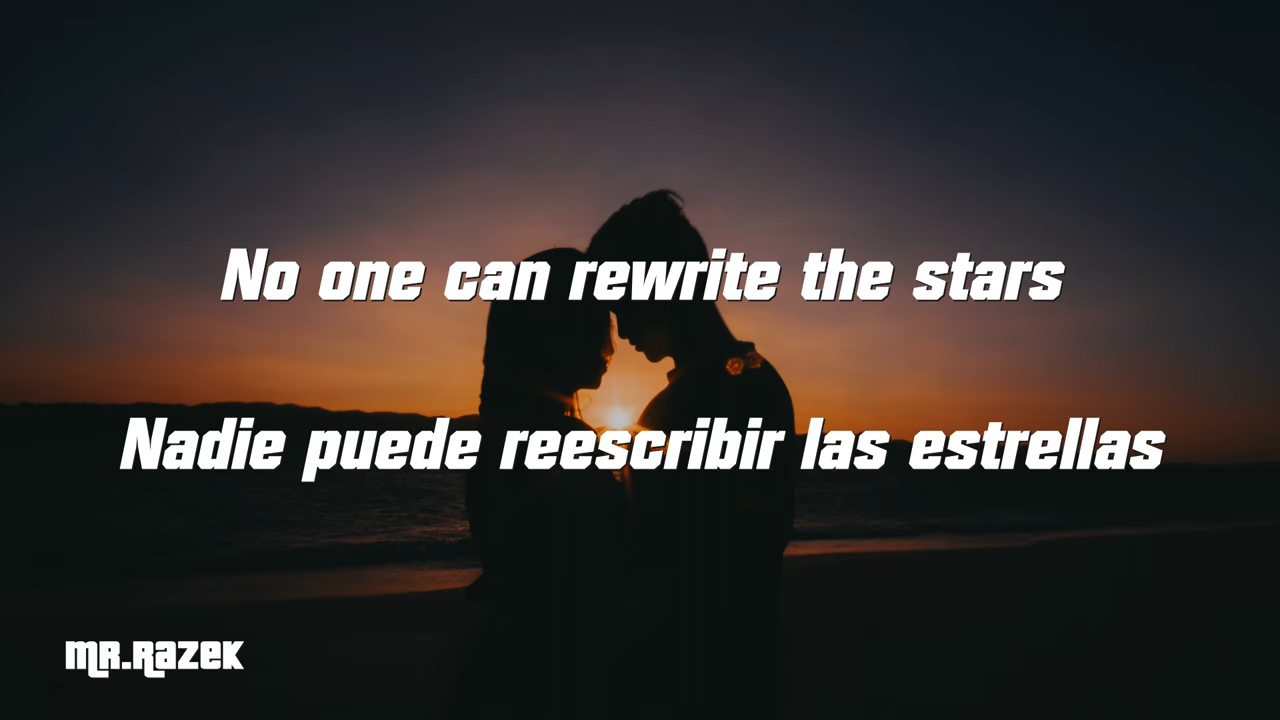 No one can rewrite the stars
Nadie puede reescribir las estrellas
MR.RAZEK